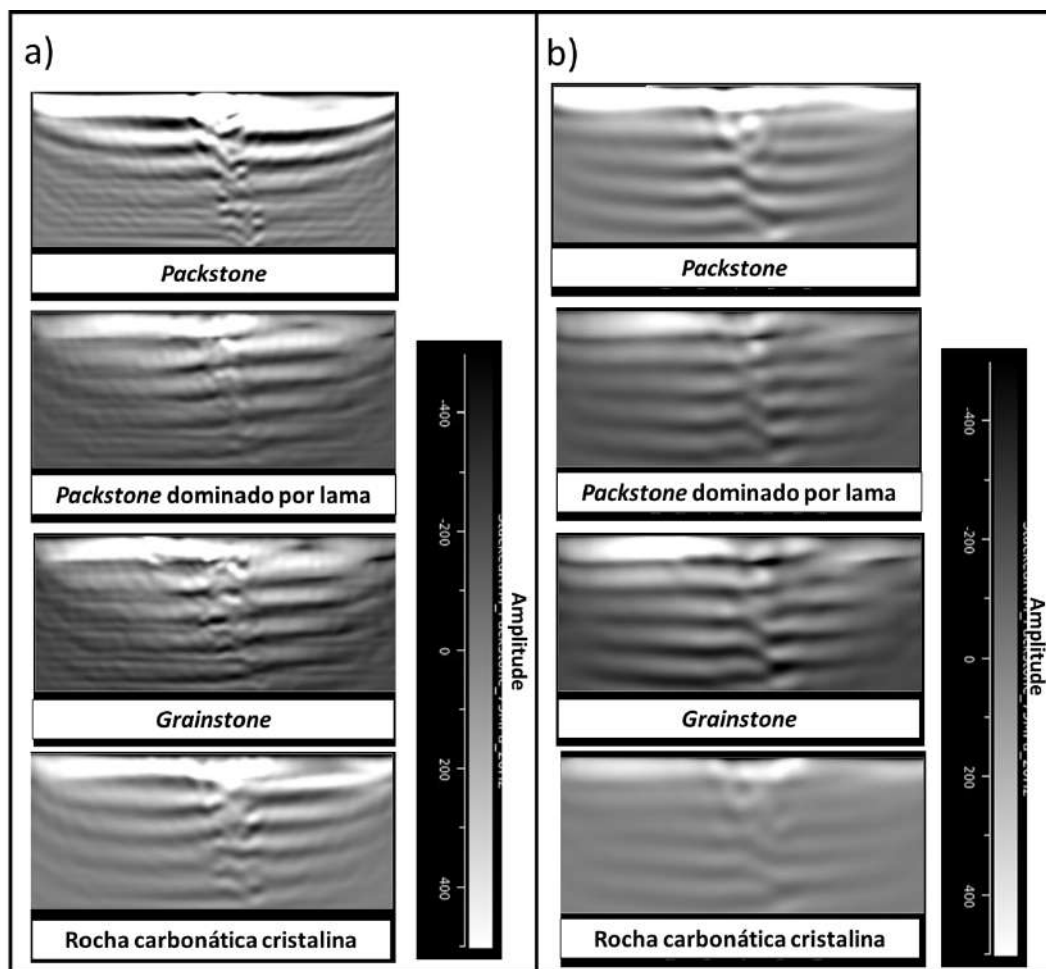 a)
Packstone
Packstone dominado por lama
Grainstone
Rocha carbonática cristalina
-400
-200
0
200
400
Amplitude
b)
Packstone
Packstone dominado por lama
Grainstone
Rocha carbonática cristalina
-400
-200
0
200
400
Amplitude